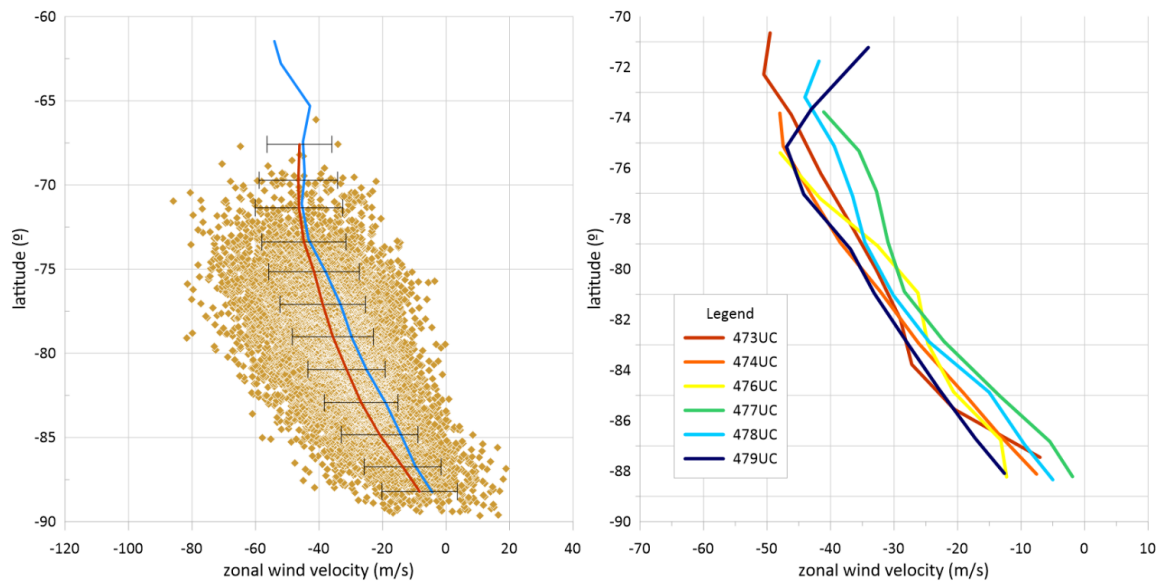 -60
-65
-70
-75
-80
-85
-90
latitude (º)
-120 -100 -80 -60 -40 -20 0 20 40
zonal wind velocity (m/s)
-70
-72
-74
-76
-78
-80
-82
-84
-86
-88
-90
latitude (º)
Legend
473UC
474UC
476UC
477UC
478UC
479UC
-70 -60 -50 -40 -30 -20 -10 0 10
zonal wind velocity (m/s)